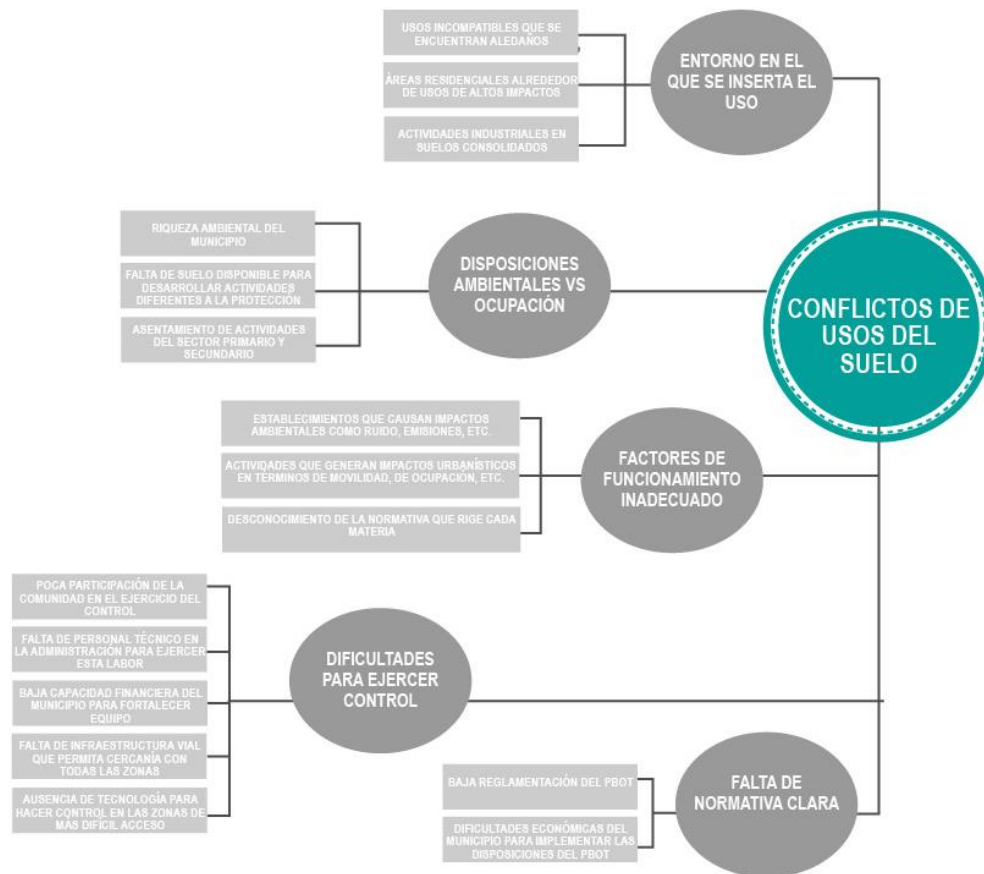 USOS INCOMPATIBLES QUE SE
ENCUENTRAN ALEDAÑOS
ÁREAS RESIDENCIALES ALREDEDOR
DE USOS DE ALTOS IMPACTOS
ACTIVIDADES INDUSTRIALES EN
SUELOS CONSOLIDADOS
ENTORNO EN EL
QUE SE INSERTA EL
USO
RIQUEZA AMBIENTAL DEL
MUNICIPIO
FALTA DE SUELO DISPONIBLE PARA
DESARROLLAR ACTIVIDADES
DIFERENTES A LA PROTECCIÓN
ASENTAMIENTO DE ACTIVIDADES
DEL SECTOR PRIMARIO Y
SECUNDARIO
DISPOSICIONES
AMBIENTALES VS
OCUPACIÓN
CONFLICTOS DE
USOS DEL
SUELO
ESTABLECIMIENTOS QUE CAUSAN IMPACTOS
AMBIENTALES COMO RUIDO, EMISIONES, ETC.
ACTIVIDADES QUE GENERAN IMPACTOS URBANÍSTICOS
EN TERMINOS DE MOVILIDAD, DE OCUPACIÓN, ETC.
DESCONOCIMIENTO DE LA NORMATIVA QUE RIGE CADA
MATERIA
FACTORES DE
FUNCIONAMIENTO
INADECUADO
POCA PARTICIPACIÓN DE LA
COMUNIDAD EN EL EJERCICIO DEL
CONTROL
FALTA DE PERSONAL TÉCNICO EN
LA ADMINISTRACIÓN PARA EJERCER
ESTA LABOR
BAJA CAPACIDAD FINANCIERA DEL
MUNICIPIO PARA FORTALECER
EQUIPO
FALTA DE INFRAESTRUCTURA VIAL
QUE PERMITA CERCANÍA CON
TODAS LAS ZONAS
AUSENCIA DE TECNOLOGÍA PARA
HACER CONTROL EN LAS ZONAS DE
MÁS DIFÍCIL ACCESO
DIFICULTADES
PARA EJERCER
CONTROL
BAJA REGLAMENTACIÓN DEL PBOT
DIFICULTADES ECONÓMICAS DEL
MUNICIPIO PARA IMPLEMENTAR LAS
DISPOSICIONES DEL PBOT
FALTA DE
NORMATIVA CLARA